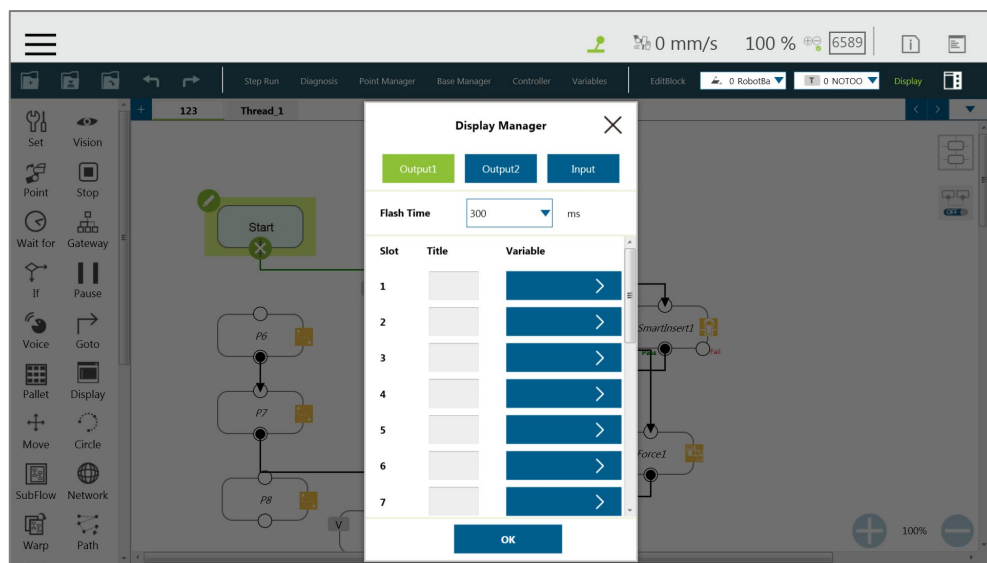 0 mm/s 100 % 6589
Step Run Diagnosis Point Manager Base Manager Controller Variables EditBlock 0 RobotBa T 0 NOTOO Display
+ 123 Thread_1
Set Vision
Point Stop
Wait for Gateway
If Pause
Voice Goto
Pallet Display
Move Circle
SubFlow Network
Warp Path
Start
P6
P7
P8
V
Display Manager
Output1 Output2 Input
Flash Time 300 ms
Slot Title Variable
1
2
3
4
5
6
7
OK
SmartInsert1
Pass Fail
Force1
OFF
100%